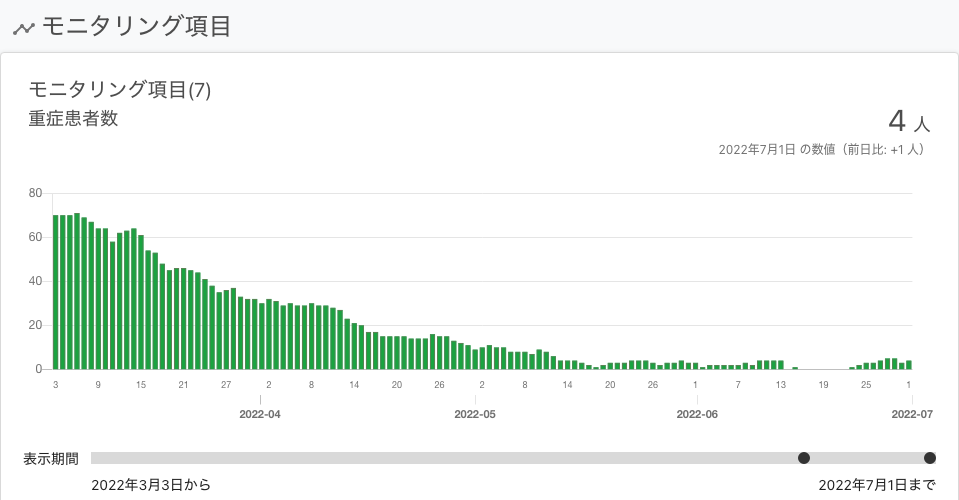 モニタリング項目
モニタリング項目(7)
重症患者数
4 人
2022年7月1日 の数値（前日比: +1 人）
80
60
40
20
0
3 9 15 21 27 2 8 14 20 26 2 8 14 20 26 1 7 13 19 25 1
2022-04 2022-05 2022-06 2022-07
表示期間
2022年3月3日から 2022年7月1日まで